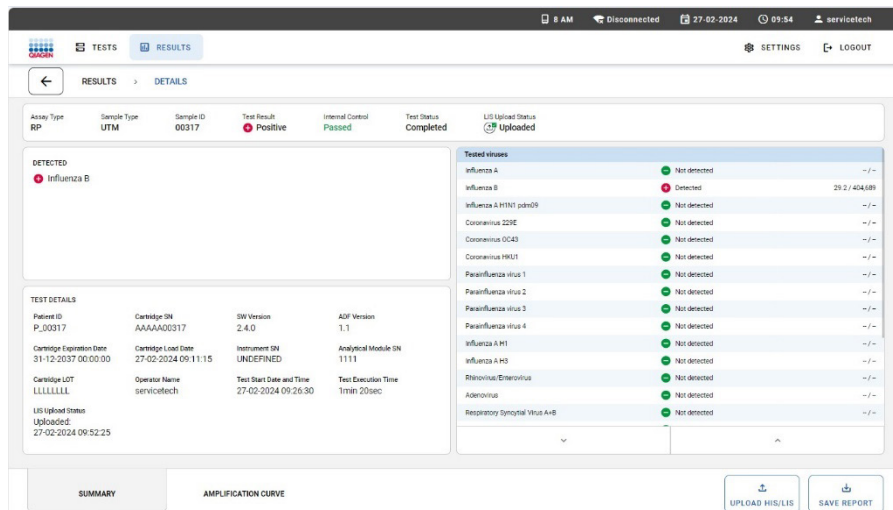 8 AM Disconnected 27-02-2024 09:54 servicetech
QIAGEN TESTS RESULTS SETTINGS LOGOUT
RESULTS > DETAILS
Assay Type Sample Type Sample ID Test Result Internal Control Test Status LIS Upload Status
RP UTM 00317 Positive Passed Completed Uploaded
DETECTED
Influenza B
TEST DETAILS
Patient ID Cartridge SN SW Version ADF Version
P_00317 AAAAA00317 2.4.0 1.1
Cartridge Expiration Date Cartridge Load Date Instrument SN Analytical Module SN
31-12-2037 00:00:00 27-02-2024 09:11:15 UNDEFINED 1111
Cartridge LOT Operator Name Test Start Date and Time Test Execution Time
LLLLLLLL servicetech 27-02-2024 09:26:30 1min 20sec
LIS Upload Status
Uploaded:
27-02-2024 09:52:25
Tested viruses
Influenza A Not detected -- / --
Influenza B Detected 29.2 / 404,689
Influenza A H1N1 pdm09 Not detected -- / --
Coronavirus 229E Not detected -- / --
Coronavirus OC43 Not detected -- / --
Coronavirus HKU1 Not detected -- / --
Parainfluenza virus 1 Not detected -- / --
Parainfluenza virus 2 Not detected -- / --
Parainfluenza virus 3 Not detected -- / --
Parainfluenza virus 4 Not detected -- / --
Influenza A H1 Not detected -- / --
Influenza A H3 Not detected -- / --
Rhinovirus/Enterovirus Not detected -- / --
Adenovirus Not detected -- / --
Respiratory Syncytial Virus A+B Not detected -- / --
SUMMARY AMPLIFICATION CURVE UPLOAD HIS/LIS SAVE REPORT